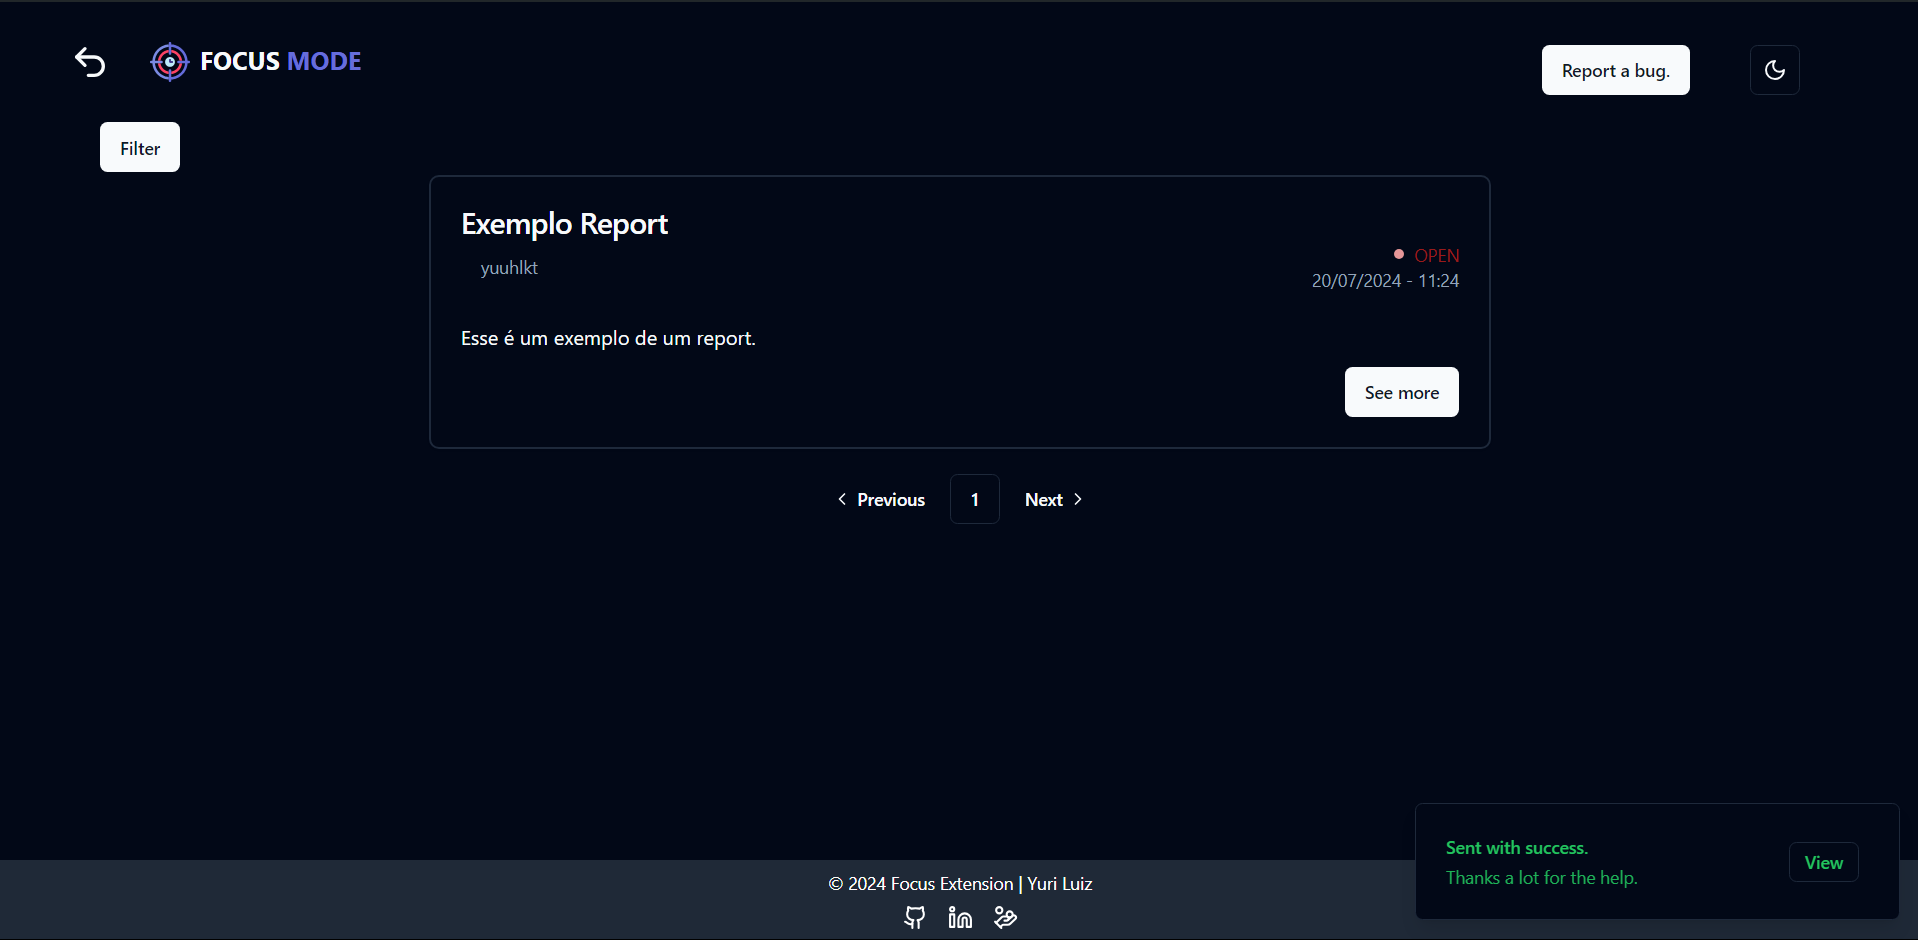 FOCUS MODE
Report a bug.
Filter
Exemplo Report
yuuhlkt
OPEN
20/07/2024 - 11:24
Esse é um exemplo de um report.
See more
Previous
1
Next
Sent with success.
Thanks a lot for the help.
View
© 2024 Focus Extension | Yuri Luiz